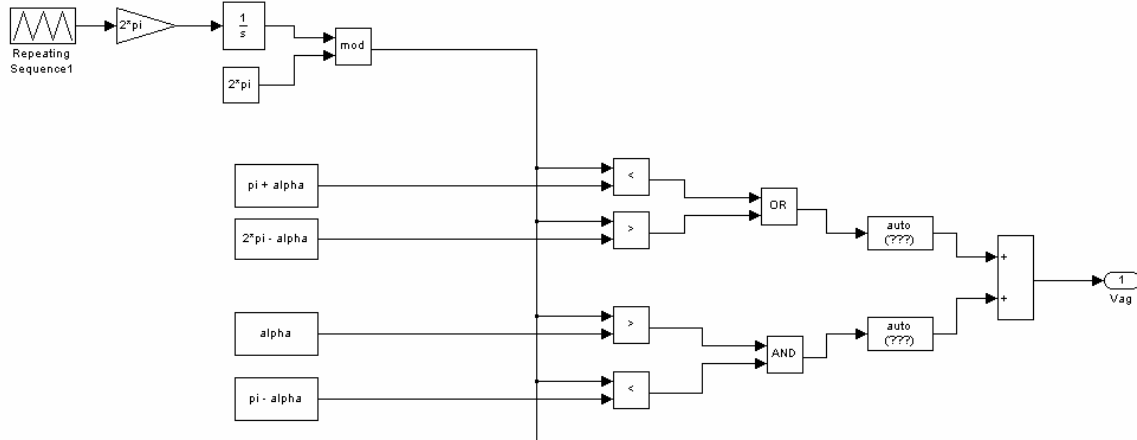 2*pi
1
s
mod
Repeating
Sequence1
2*pi
pi + alpha
<
OR
2*pi - alpha
>
auto
(???)
+
1
Vag
+
alpha
>
AND
auto
(???)
pi - alpha
<